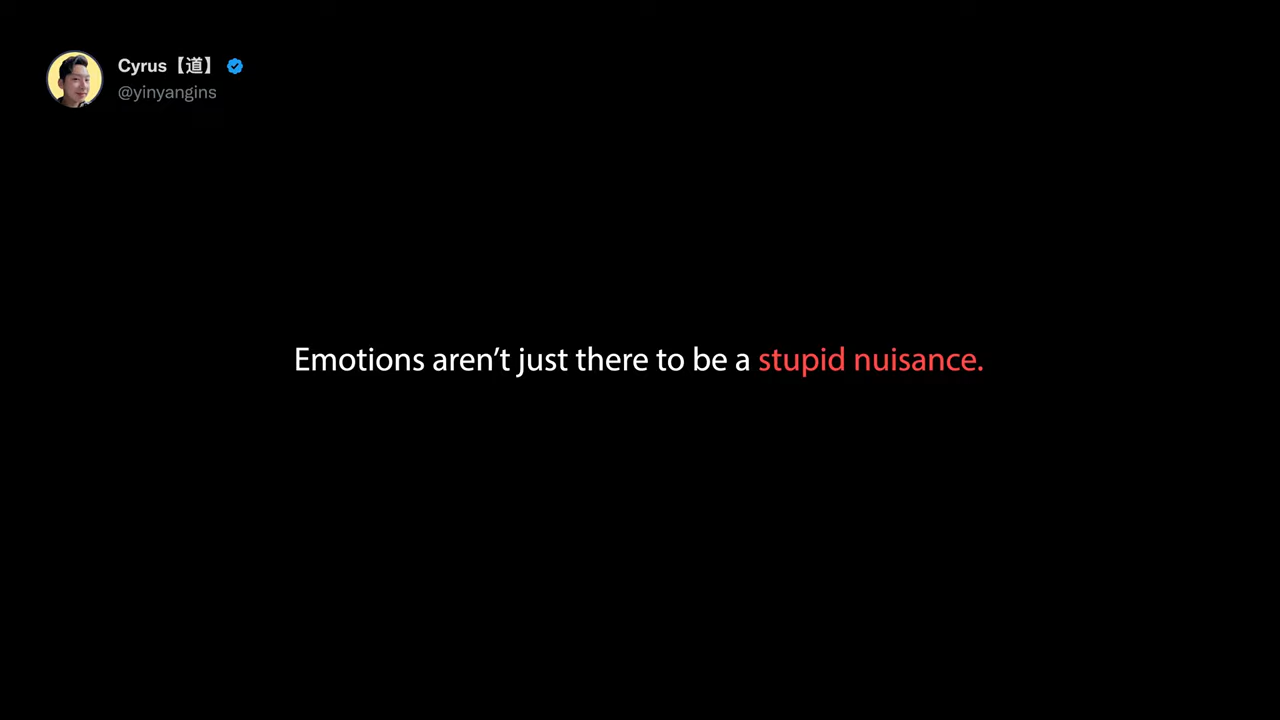 Cyrus【道】
@yinyangins
Emotions aren’t just there to be a stupid nuisance.